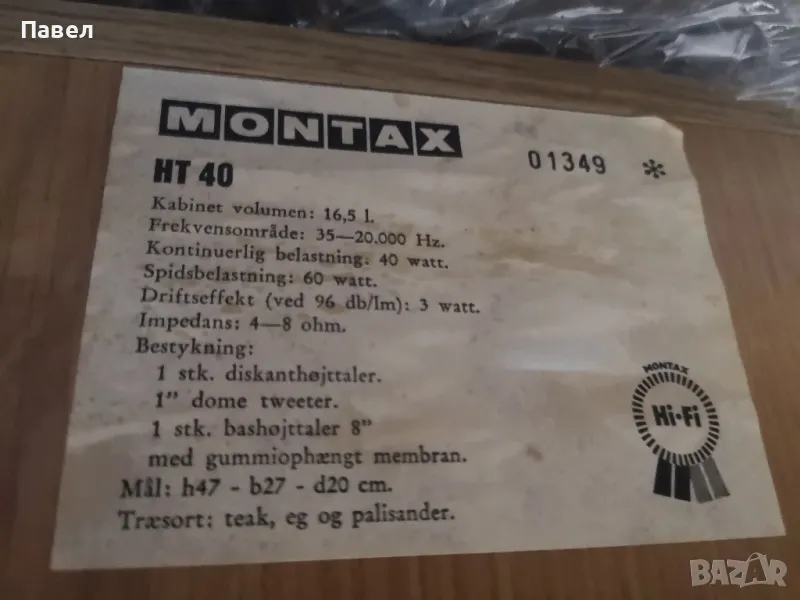 Павел
MONTAX
01349 *
HT 40
Kabinet volumen: 16,5 l.
Frekvensområde: 35—20.000 Hz.
Kontinuerlig belastning: 40 watt.
Spidsbelastning: 60 watt.
Driftseffekt (ved 96 db/lm): 3 watt.
Impedans: 4—8 ohm.
Bestykning:
1 stk. diskanthøjttaler.
1” dome tweeter.
1 stk. bashøjttaler 8”
med gummiophængt membran.
Mål: h47 - b27 - d20 cm.
Træsort: teak, eg og palisander.
MONTAX
Hi-Fi
BAZAR